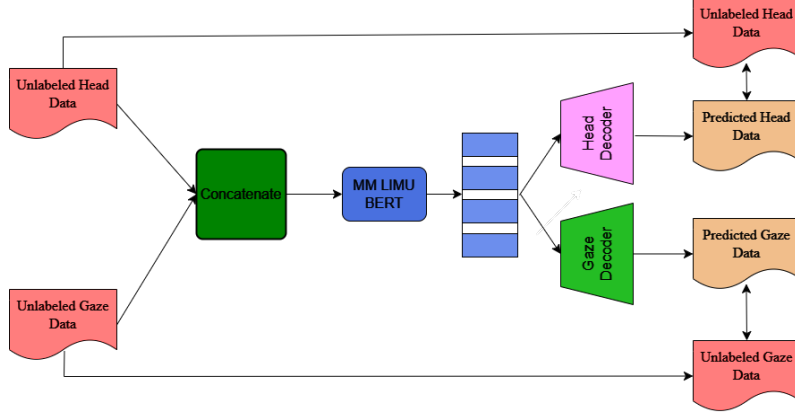 Unlabeled Head
Data
Unlabeled Head
Data
Predicted Head
Data
Head
Decoder
Concatenate
MM LIMU
BERT
Gaze
Decoder
Predicted Gaze
Data
Unlabeled Gaze
Data
Unlabeled Gaze
Data